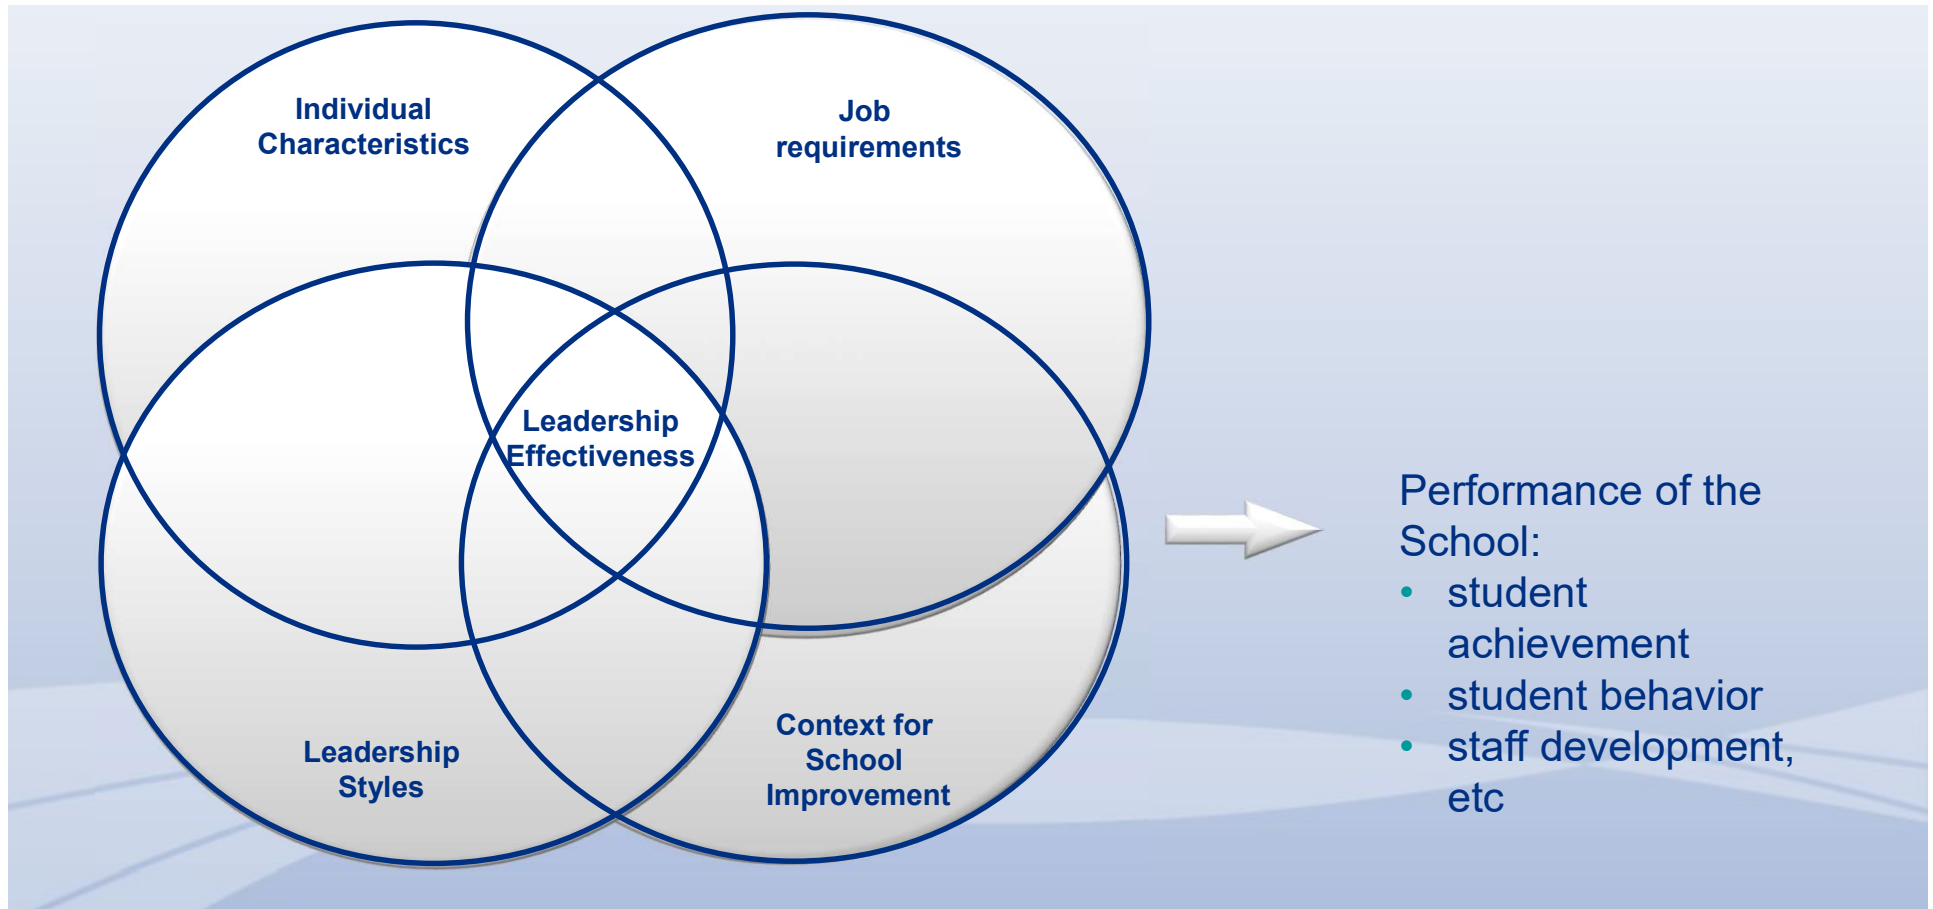 Individual
Characteristics
Job
requirements
Leadership
Effectiveness
Leadership
Styles
Context for
School
Improvement
Performance of the
School:
• student
achievement
• student behavior
• staff development,
etc